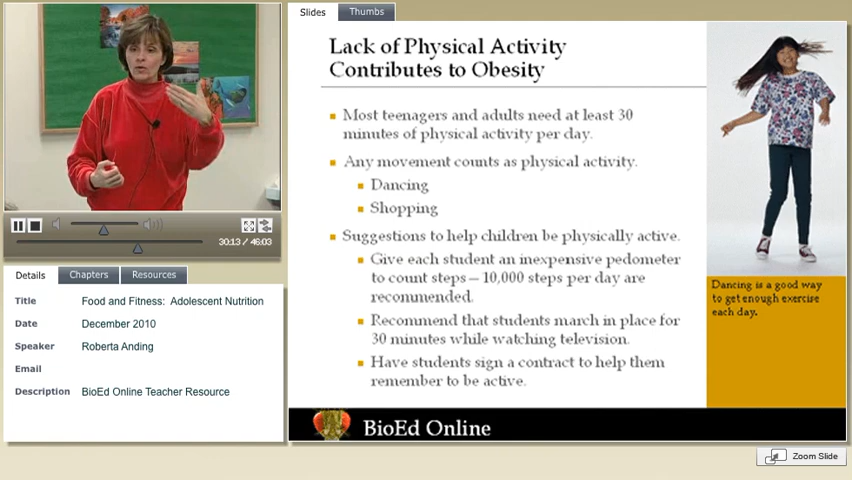 Slides
Thumbs
Lack of Physical Activity
Contributes to Obesity
Most teenagers and adults need at least 30
minutes of physical activity per day.
Any movement counts as physical activity.
Dancing
Shopping
Suggestions to help children be physically active.
Give each student an inexpensive pedometer
to count steps – 10,000 steps per day are
recommended.
Recommend that students march in place for
30 minutes while watching television.
Have students sign a contract to help them
remember to be active.
Dancing is a good way
to get enough exercise
each day.
BioEd Online
Zoom Slide
30:13 / 46:03
Details
Chapters
Resources
Title Food and Fitness: Adolescent Nutrition
Date December 2010
Speaker Roberta Anding
Email
Description BioEd Online Teacher Resource